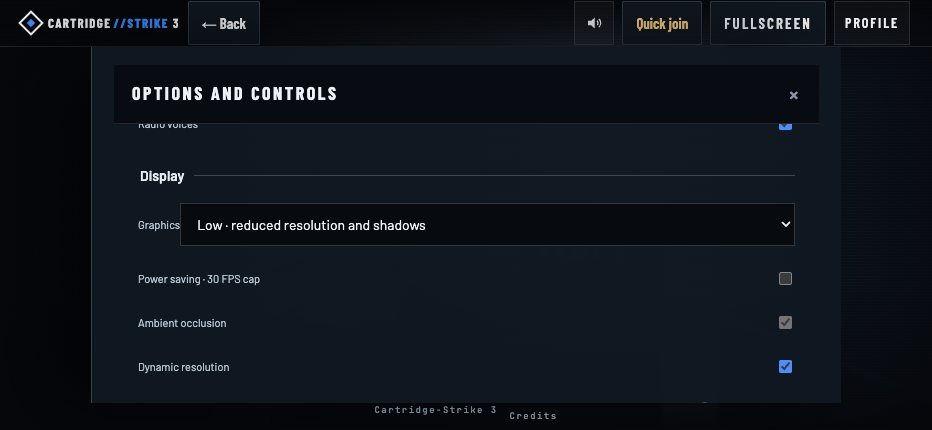 CARTRIDGE//STRIKE 3
← Back
Quick join
FULLSCREEN
PROFILE
OPTIONS AND CONTROLS
×
Radio voices
Display
Graphics
Low · reduced resolution and shadows
Power saving · 30 FPS cap
Ambient occlusion
Dynamic resolution
Cartridge-Strike 3
Credits